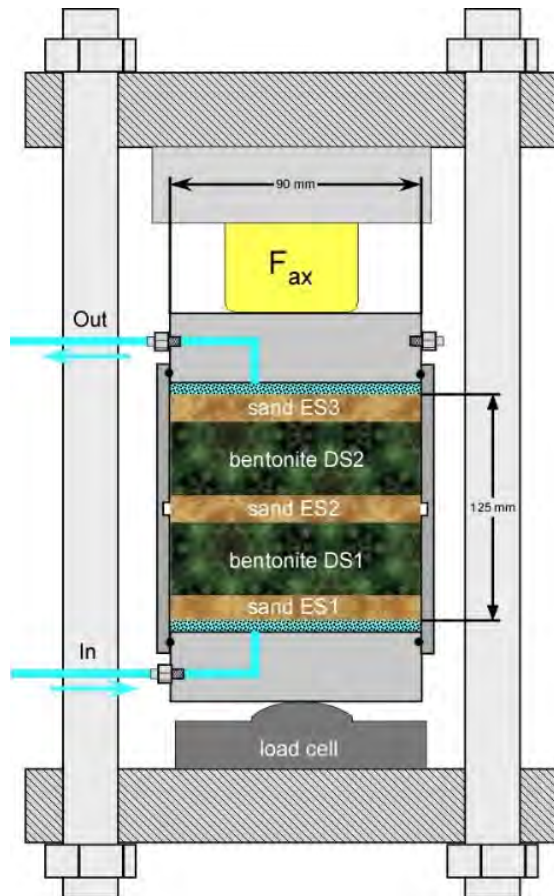 90 mm
F ax
Out
sand ES3
bentonite DS2
sand ES2
125 mm
bentonite DS1
sand ES1
In
load cell